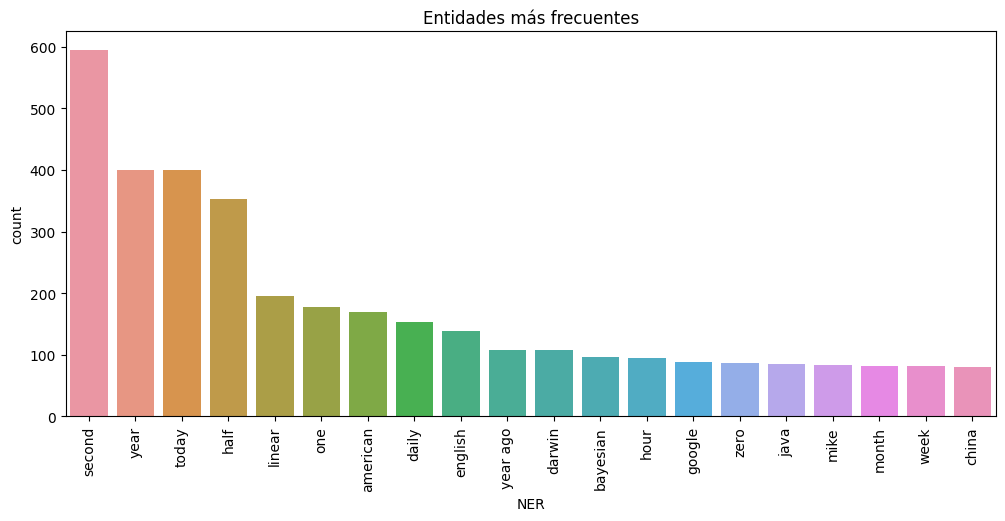 Entidades más frecuentes
count
600
500
400
300
200
100
0
second
year
today
half
linear
one
american
daily
english
year ago
darwin
bayesian
hour
google
zero
java
mike
month
week
china
NER